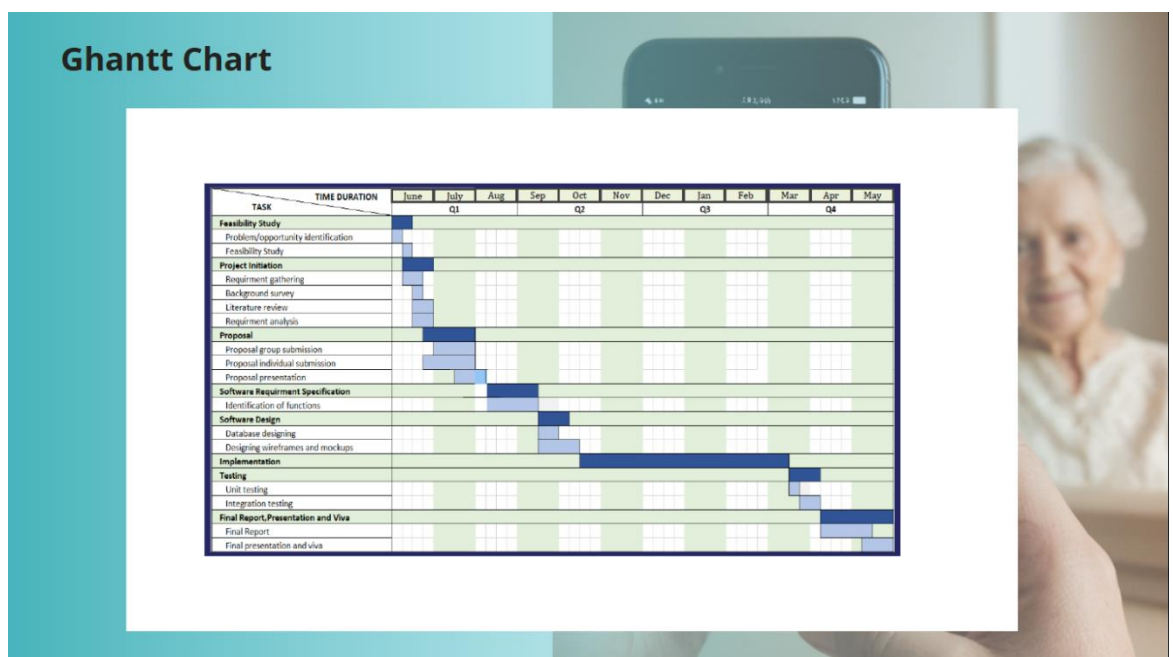 Ghantt Chart
TIME DURATION
TASK
June July Aug Sep Oct Nov Dec Jan Feb Mar Apr May
Q1 Q2 Q3 Q4
Feasibility Study
Problem/opportunity identification
Feasibility Study
Project Initiation
Requirment gathering
Background survey
Literature review
Requirment analysis
Proposal
Proposal group submission
Proposal individual submission
Proposal presentation
Software Requirment Specification
Identification of functions
Software Design
Database designing
Designing wireframes and mockups
Implementation
Testing
Unit testing
Integration testing
Final Report,Presentation and Viva
Final Report
Final presentation and viva